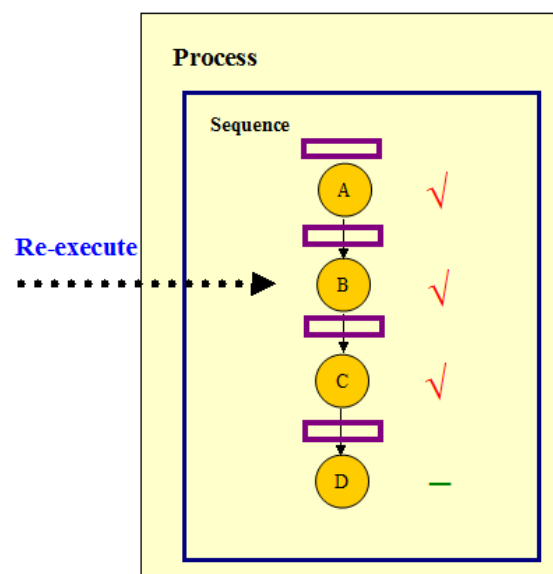 Process
Sequence
A
√
Re-execute
B
√
C
√
D
–